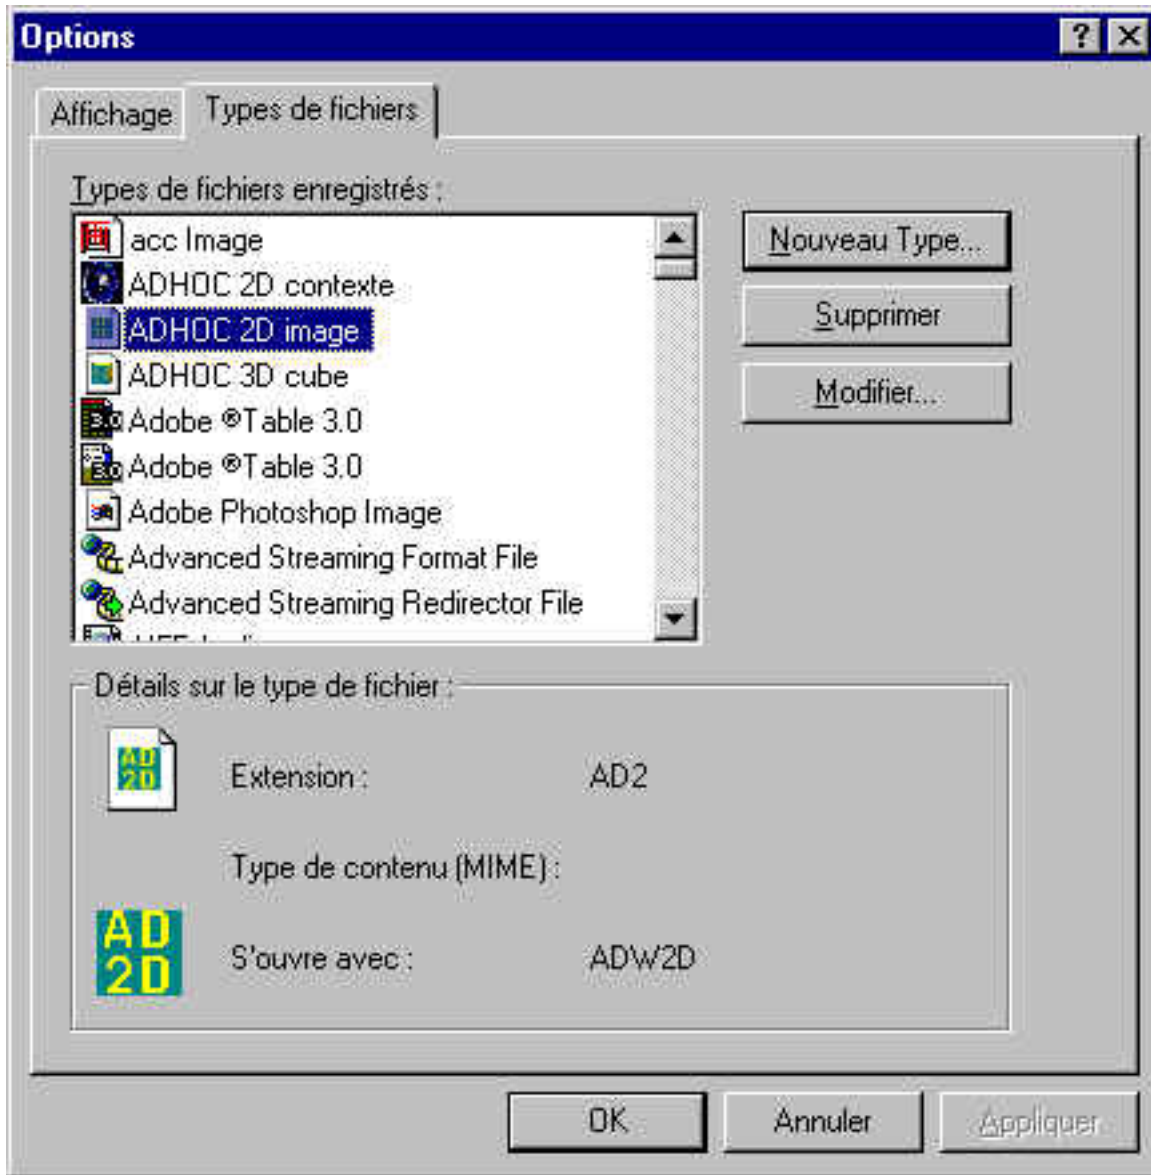 Options
Affichage
Types de fichiers
Types de fichiers enregistrés :
acc Image
ADHOC 2D contexte
ADHOC 2D image
ADHOC 3D cube
Adobe ®Table 3.0
Adobe ®Table 3.0
Adobe Photoshop Image
Advanced Streaming Format File
Advanced Streaming Redirector File
Nouveau Type...
Supprimer
Modifier...
Détails sur le type de fichier :
AD
2D
Extension : AD2
Type de contenu (MIME) :
AD
2D
S'ouvre avec : ADW2D
OK
Annuler
Appliquer